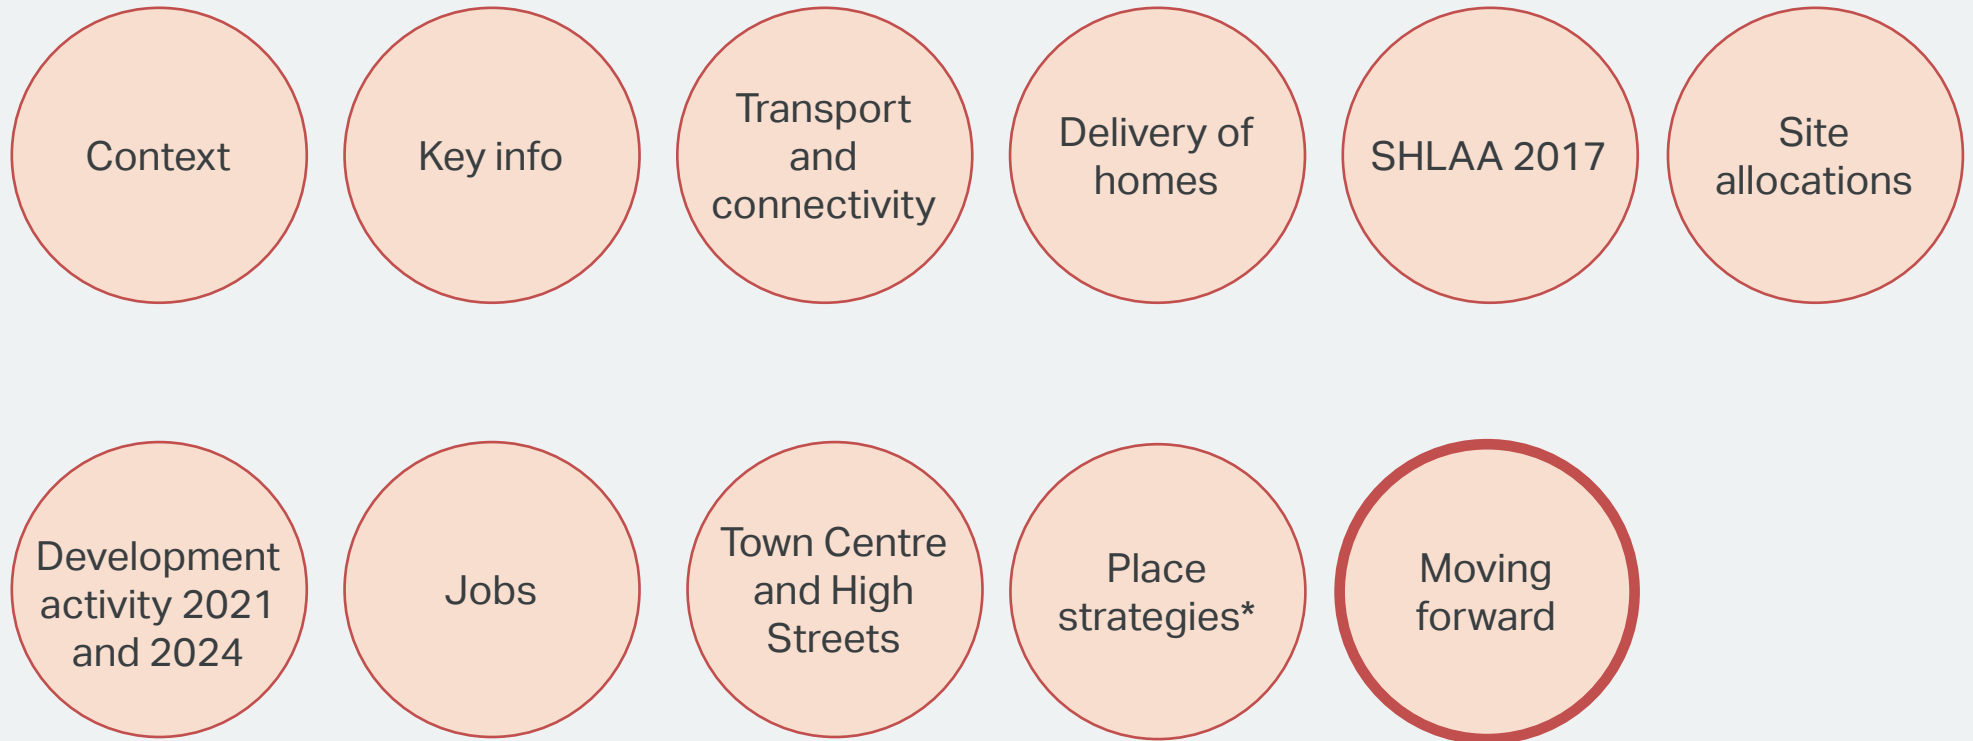 Context
Key info
Transport
and
connectivity
Delivery of
homes
SHLAA 2017
Site
allocations
Development
activity 2021
and 2024
Jobs
Town Centre
and High
Streets
Place
strategies*
Moving
forward